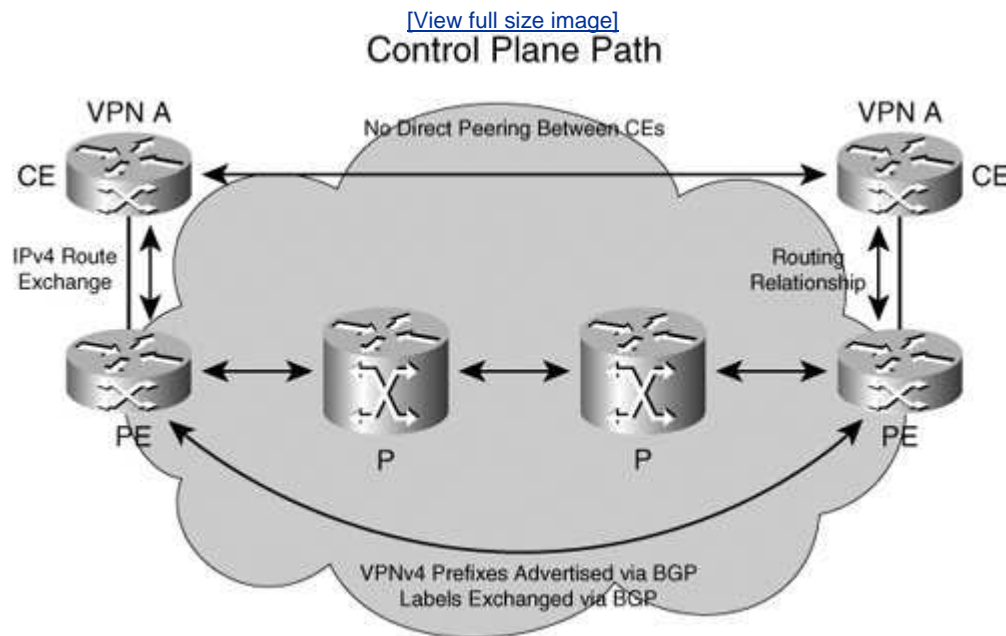 [View full size image]
Control Plane Path
VPN A
VPN A
No Direct Peering Between CEs
CE
CE
IPv4 Route
Exchange
Routing
Relationship
PE
P
P
PE
VPNv4 Prefixes Advertised via BGP
Labels Exchanged via BGP